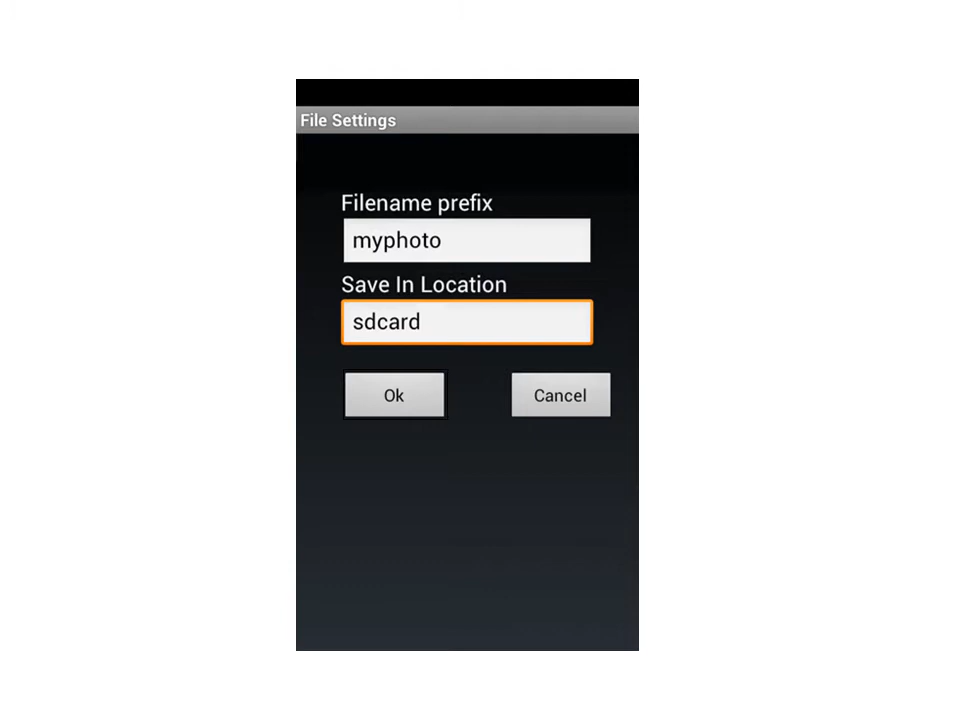 File Settings
Filename prefix
myphoto
Save In Location
sdcard
Ok
Cancel